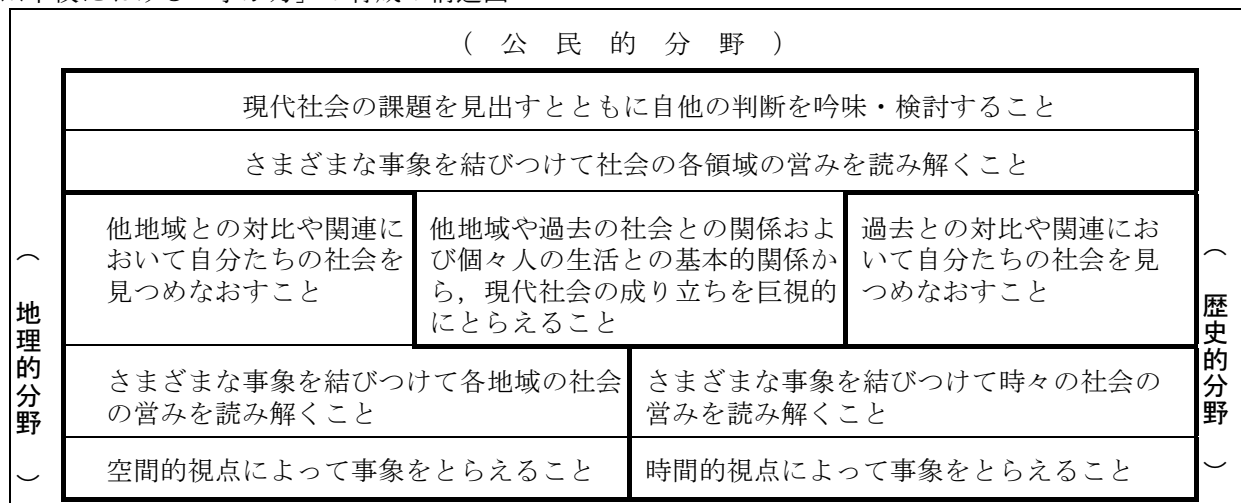 （ 公 民 的 分 野 ）
現代社会の課題を見出すとともに自他の判断を吟味・検討すること
さまざまな事象を結びつけて社会の各領域の営みを読み解くこと
他地域との対比や関連に
おいて自分たちの社会を
見つめなおすこと
他地域や過去の社会との関係およ
び個々人の生活との基本的関係か
ら，現代社会の成り立ちを巨視的
にとらえること
過去との対比や関連にお
いて自分たちの社会を見
つめなおすこと
（ 地理的分野 ）
（ 歴史的分野 ）
さまざまな事象を結びつけて各地域の社会
の営みを読み解くこと
さまざまな事象を結びつけて時々の社会の
営みを読み解くこと
空間的視点によって事象をとらえること
時間的視点によって事象をとらえること